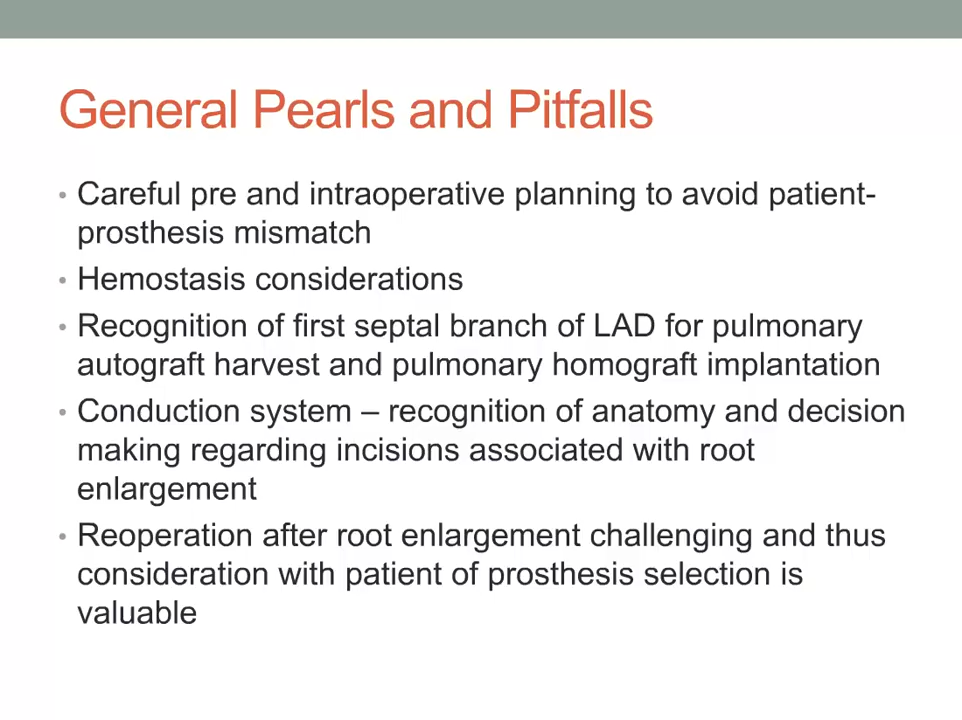 General Pearls and Pitfalls
• Careful pre and intraoperative planning to avoid patient-
prosthesis mismatch
• Hemostasis considerations
• Recognition of first septal branch of LAD for pulmonary
autograft harvest and pulmonary homograft implantation
• Conduction system – recognition of anatomy and decision
making regarding incisions associated with root
enlargement
• Reoperation after root enlargement challenging and thus
consideration with patient of prosthesis selection is
valuable